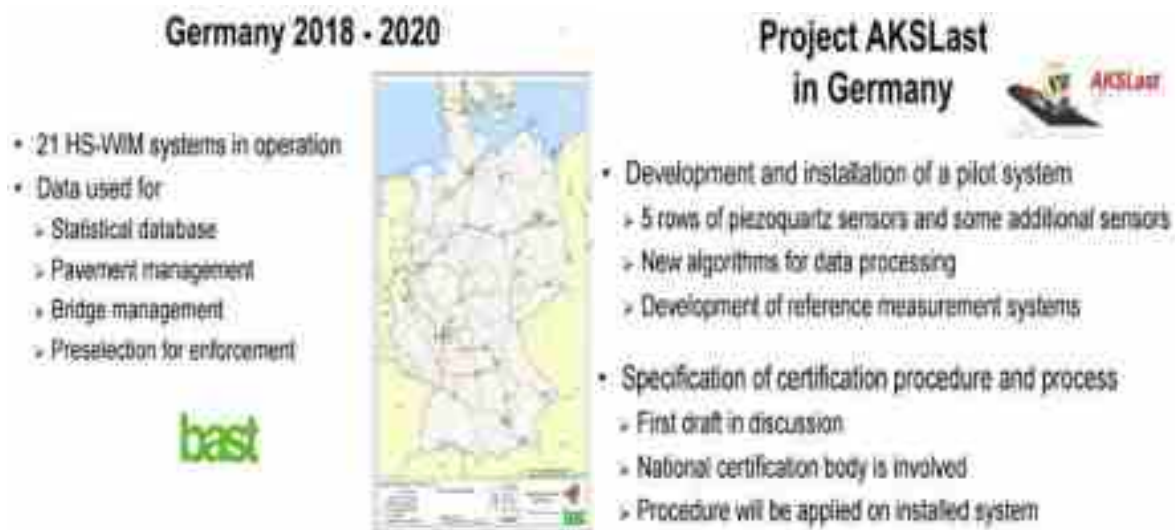 Germany 2018 - 2020
• 21 HS-WIM systems in operation
• Data used for
➢ Statistical database
➢ Pavement management
➢ Bridge management
➢ Preselection for enforcement
bast
Project AKSLast
in Germany
AKSLast
• Development and installation of a pilot system
➢ 5 rows of piezoquartz sensors and some additional sensors
➢ New algorithms for data processing
➢ Development of reference measurement systems
• Specification of certification procedure and process
➢ First draft in discussion
➢ National certification body is involved
➢ Procedure will be applied on installed system